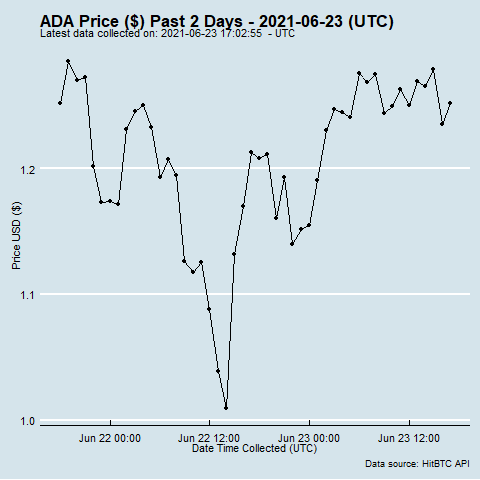 ADA Price ($) Past 2 Days - 2021-06-23 (UTC)
Latest data collected on: 2021-06-23 17:02:55  - UTC
Price USD ($)
1.2
1.1
1.0
Jun 22 00:00
Jun 22 12:00
Jun 23 00:00
Jun 23 12:00
Date Time Collected (UTC)
Data source: HitBTC API